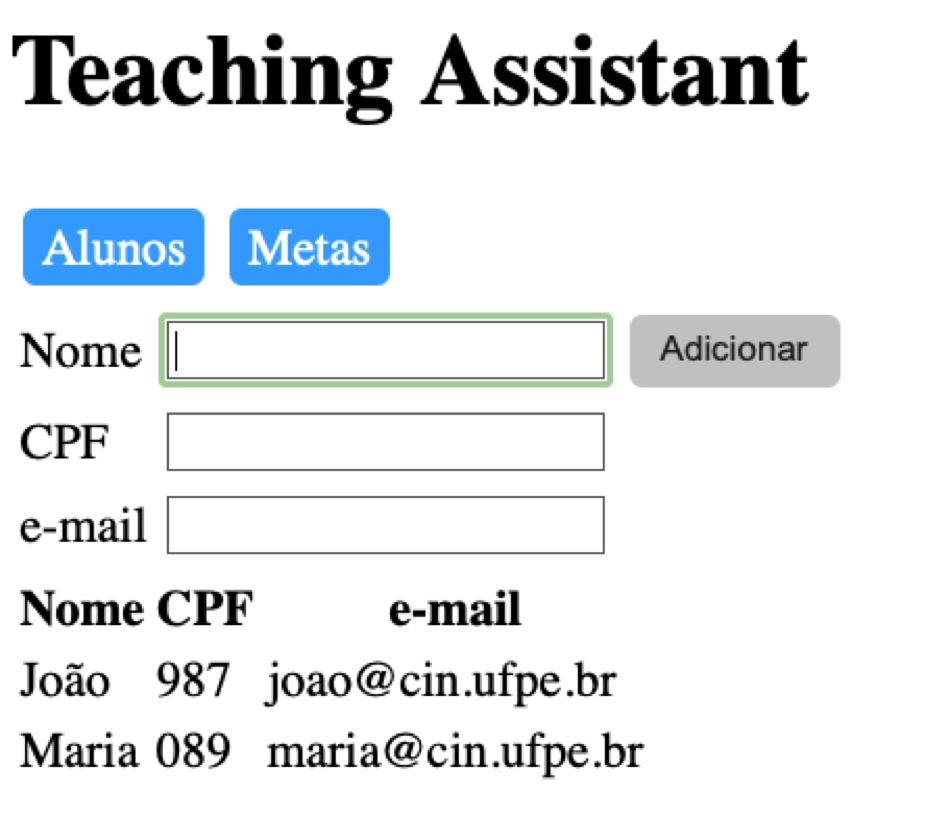 Teaching Assistant
Alunos Metas
Nome Adicionar
CPF
e-mail
Nome CPF e-mail
João 987 joao@cin.ufpe.br
Maria 089 maria@cin.ufpe.br